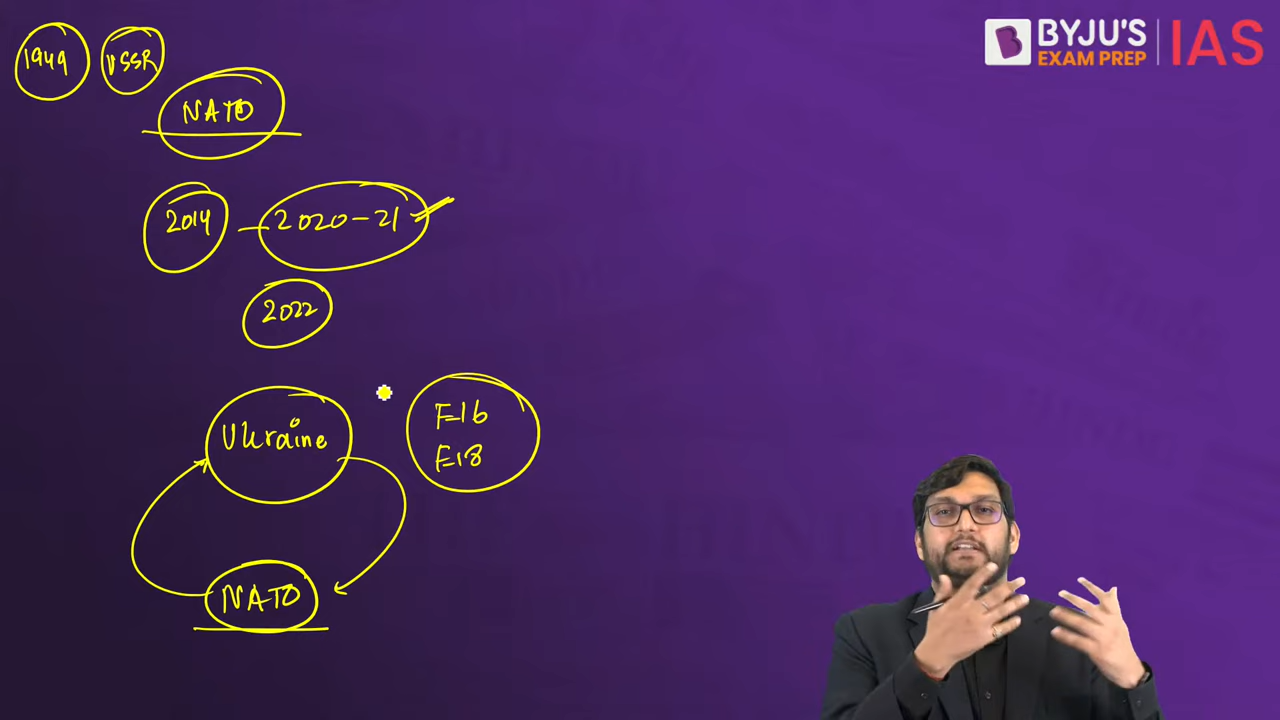 1949 USSR
NATO
2014 - 2020-21
2022
Ukraine
F-16
F-18
NATO
BYJU'S
EXAM PREP
IAS